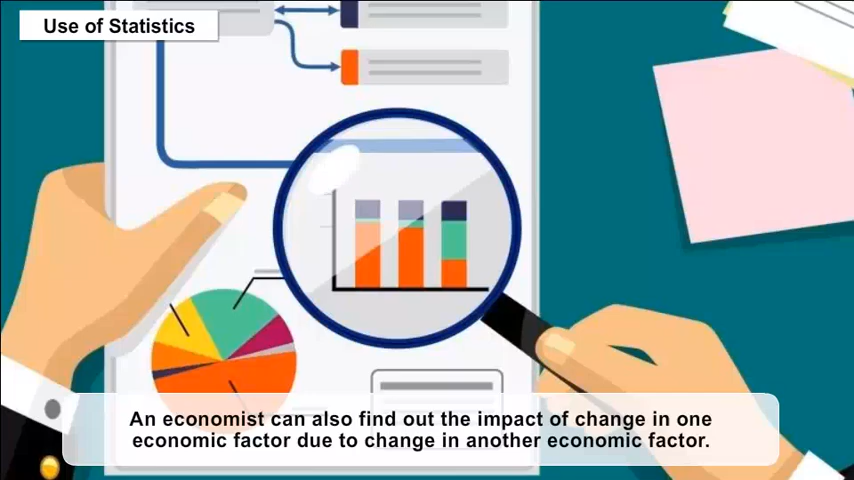 Use of Statistics
An economist can also find out the impact of change in one
economic factor due to change in another economic factor.